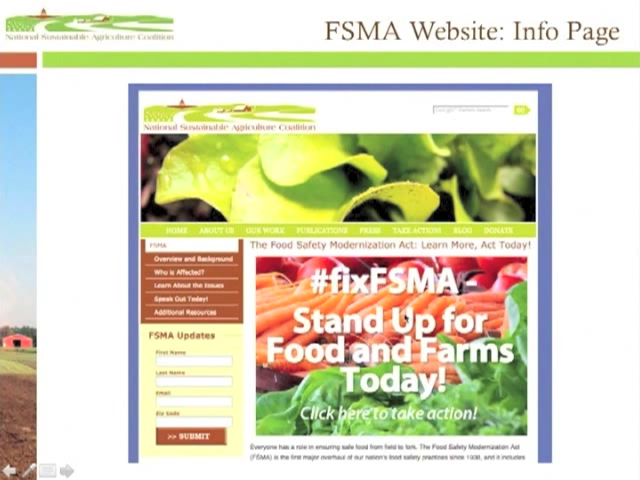 National Sustainable Agriculture Coalition
FSMA Website: Info Page
National Sustainable Agriculture Coalition
HOME ABOUT US OUR WORK PUBLICATIONS PRESS TAKE ACTION! BLOG DONATE
FSMA
Overview and Background
Who is Affected?
Learn About the Issues
Speak Out Today!
Additional Resources
FSMA Updates
First Name
Last Name
Email
Zip Code
>> SUBMIT
The Food Safety Modernization Act: Learn More, Act Today!
#fixFSMA -
Stand Up for
Food and Farms
Today!
Click here to take action!
Everyone has a role in ensuring safe food from field to fork. The Food Safety Modernization Act
(FSMA) is the first major overhaul of our nation's food safety practices since 1938, and it includes